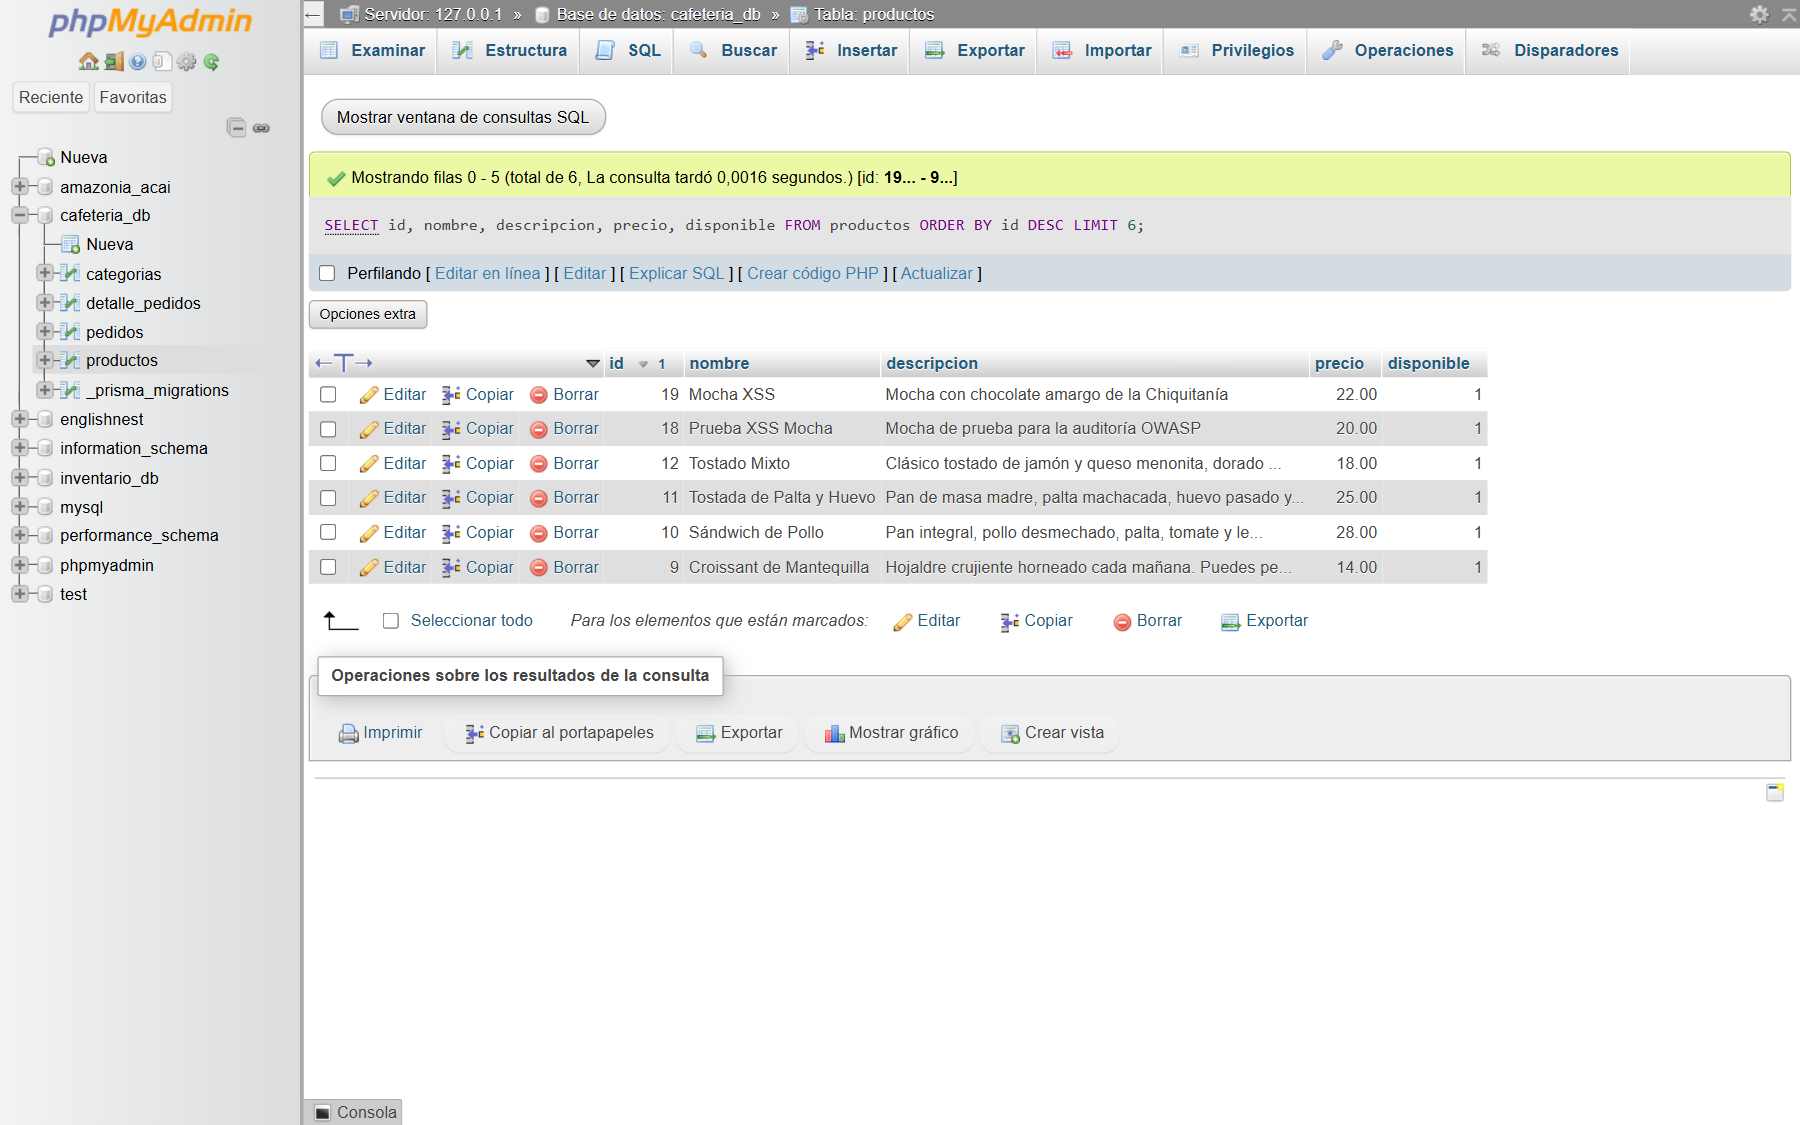 phpMyAdmin
Reciente Favoritas
Nueva
amazonia_acai
cafeteria_db
Nueva
categorias
detalle_pedidos
pedidos
productos
_prisma_migrations
englishnest
information_schema
inventario_db
mysql
performance_schema
phpmyadmin
test
Servidor: 127.0.0.1 » Base de datos: cafeteria_db » Tabla: productos
Examinar Estructura SQL Buscar Insertar Exportar Importar Privilegios Operaciones Disparadores
Mostrar ventana de consultas SQL
Mostrando filas 0 - 5 (total de 6, La consulta tardó 0,0016 segundos.) [id: 19... - 9...]
SELECT id, nombre, descripcion, precio, disponible FROM productos ORDER BY id DESC LIMIT 6;
Perfilando [ Editar en línea ] [ Editar ] [ Explicar SQL ] [ Crear código PHP ] [ Actualizar ]
Opciones extra
←T→ id 1 nombre descripcion precio disponible
Editar Copiar Borrar 19 Mocha XSS Mocha con chocolate amargo de la Chiquitanía 22.00 1
Editar Copiar Borrar 18 Prueba XSS Mocha Mocha de prueba para la auditoría OWASP 20.00 1
Editar Copiar Borrar 12 Tostado Mixto Clásico tostado de jamón y queso menonita, dorado ... 18.00 1
Editar Copiar Borrar 11 Tostada de Palta y Huevo Pan de masa madre, palta machacada, huevo pasado y... 25.00 1
Editar Copiar Borrar 10 Sándwich de Pollo Pan integral, pollo desmechado, palta, tomate y le... 28.00 1
Editar Copiar Borrar 9 Croissant de Mantequilla Hojaldre crujiente horneado cada mañana. Puedes pe... 14.00 1
Seleccionar todo Para los elementos que están marcados: Editar Copiar Borrar Exportar
Operaciones sobre los resultados de la consulta
Imprimir Copiar al portapapeles Exportar Mostrar gráfico Crear vista
Consola